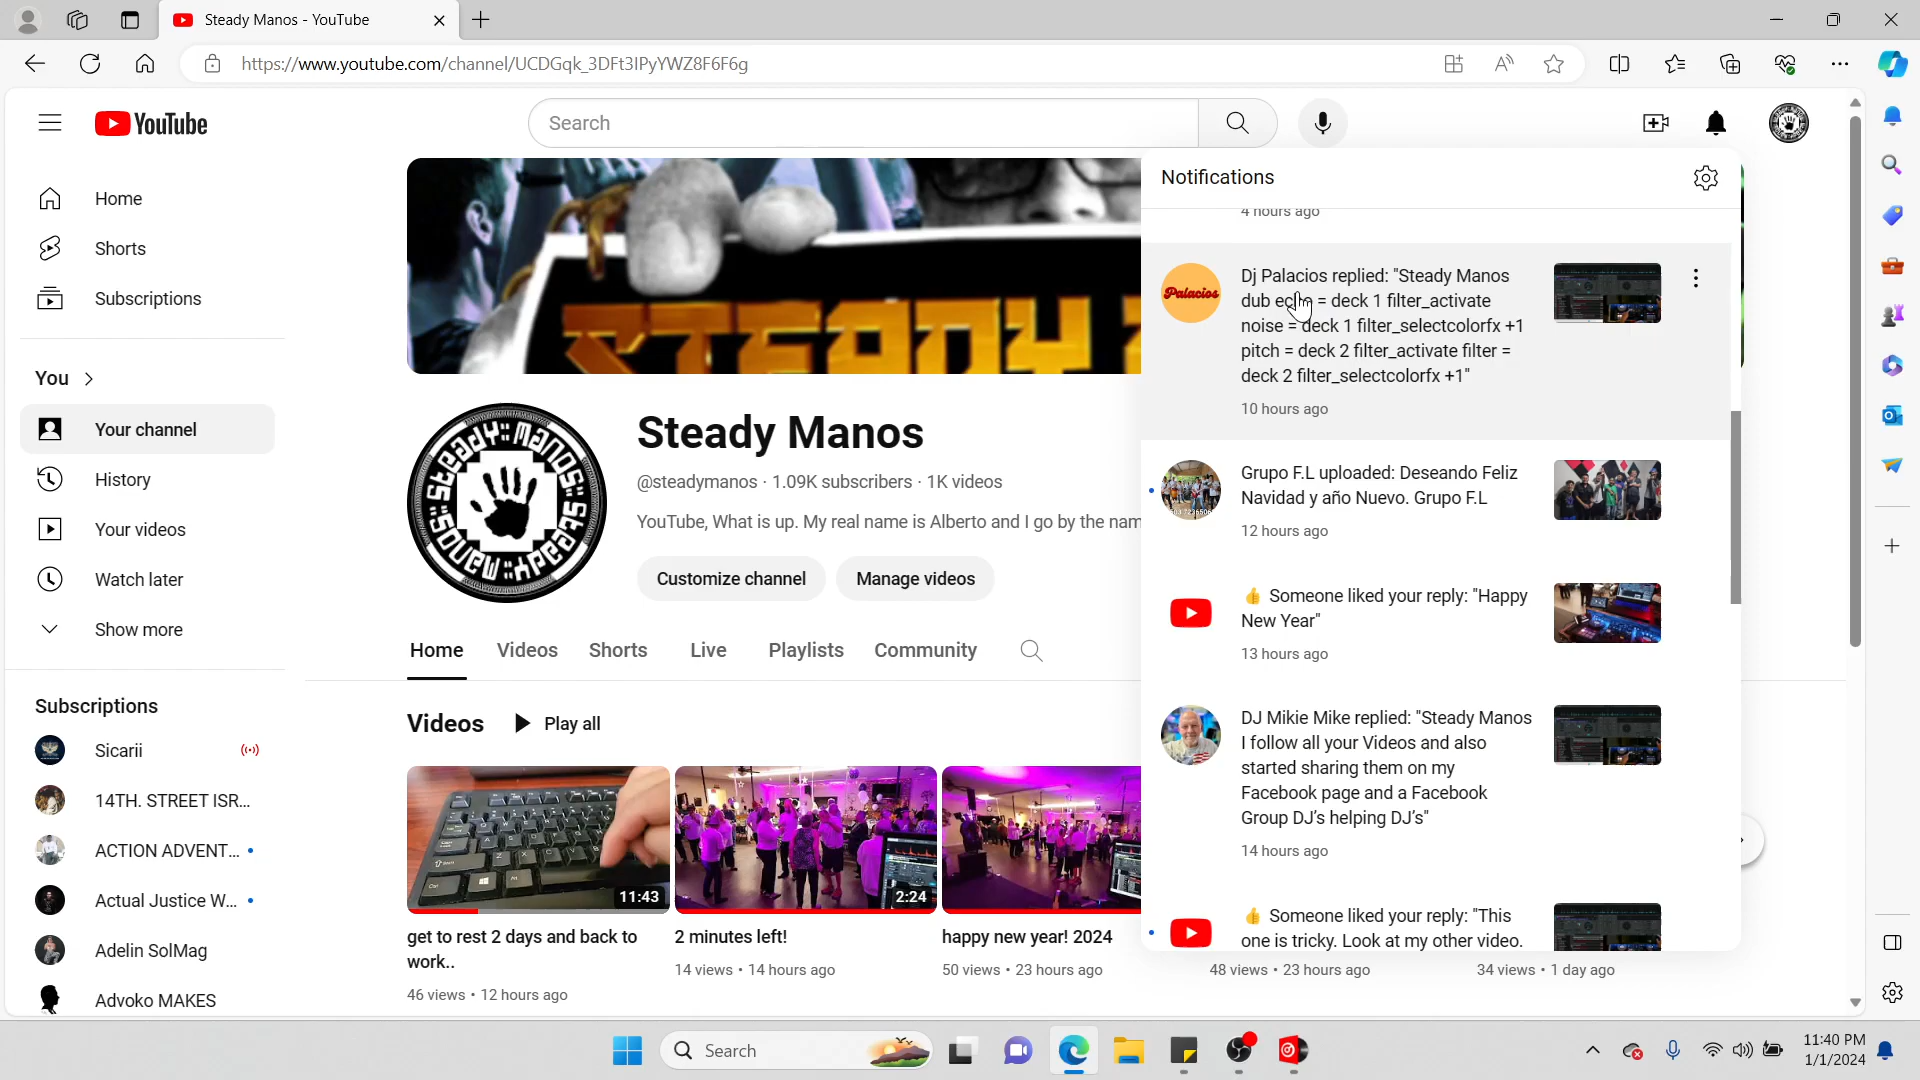 Steady Manos - YouTube
https://www.youtube.com/channel/UCDGqk_3DFt3IPyYWZ8F6F6g
YouTube
Search
Home
Shorts
Subscriptions
You
Your channel
History
Your videos
Watch later
Show more
Subscriptions
Sicarii
14TH. STREET ISR...
ACTION ADVENT...
Actual Justice W...
Adelin SolMag
Advoko MAKES
STEADY
STEADY:MANOS:
Steady Manos
@steadymanos · 1.09K subscribers · 1K videos
YouTube, What is up. My real name is Alberto and I go by the nam
Customize channel
Manage videos
Home
Videos
Shorts
Live
Playlists
Community
Videos
Play all
11:43
get to rest 2 days and back to
work..
46 views • 12 hours ago
2:24
2 minutes left!
14 views • 14 hours ago
happy new year! 2024
50 views • 23 hours ago
48 views • 23 hours ago
34 views • 1 day ago
Notifications
4 hours ago
Palacios
Dj Palacios replied: "Steady Manos
dub echo = deck 1 filter_activate
noise = deck 1 filter_selectcolorfx +1
pitch = deck 2 filter_activate filter =
deck 2 filter_selectcolorfx +1"
10 hours ago
Grupo F.L uploaded: Deseando Feliz
Navidad y año Nuevo. Grupo F.L
12 hours ago
👍 Someone liked your reply: "Happy
New Year"
13 hours ago
DJ Mikie Mike replied: "Steady Manos
I follow all your Videos and also
started sharing them on my
Facebook page and a Facebook
Group DJ's helping DJ's"
14 hours ago
👍 Someone liked your reply: "This
one is tricky. Look at my other video.
Search
11:40 PM
1/1/2024